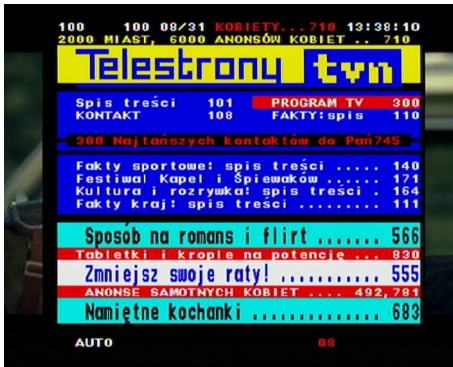 100 100 08/31 KOBIETY...710 13:38:10
2000 MIAST, 6000 ANONSÓW KOBIET .. 710
Telestrony tvn
Spis treści 101 PROGRAM TV 300
KONTAKT 108 FAKTY:spis 110
300 Najtańszych kontaktów do Pań745
Fakty sportowe: spis treści ..... 140
Festiwal Kapel i Śpiewaków ...... 171
Kultura i rozrywka: spis treści . 164
Fakty kraj: spis treści ......... 111
Sposób na romans i flirt ....... 566
Tabletki i krople na potencję ... 830
Zmniejsz swoje raty! ........... 555
ANONSE SAMOTNYCH KOBIET .... 492,781
Namiętne kochanki .............. 683
AUTO 08